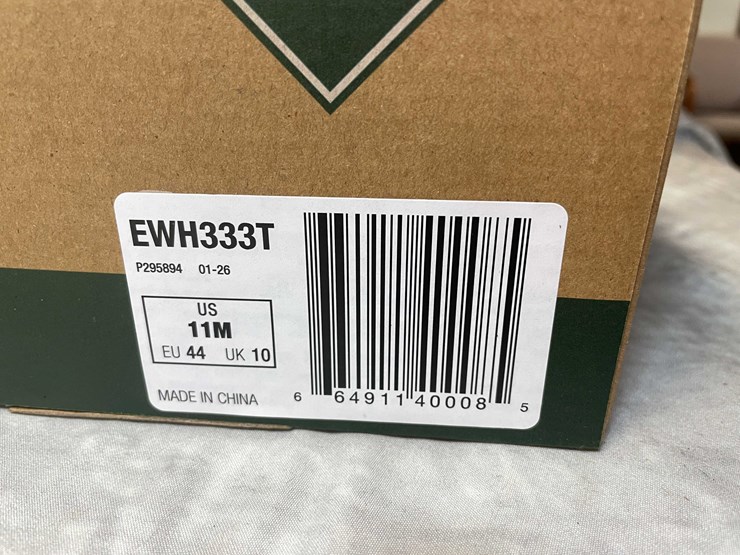 EWH333T
P295894 01-26
US
11M
EU 44 UK 10
MADE IN CHINA
6 64911 40008 5